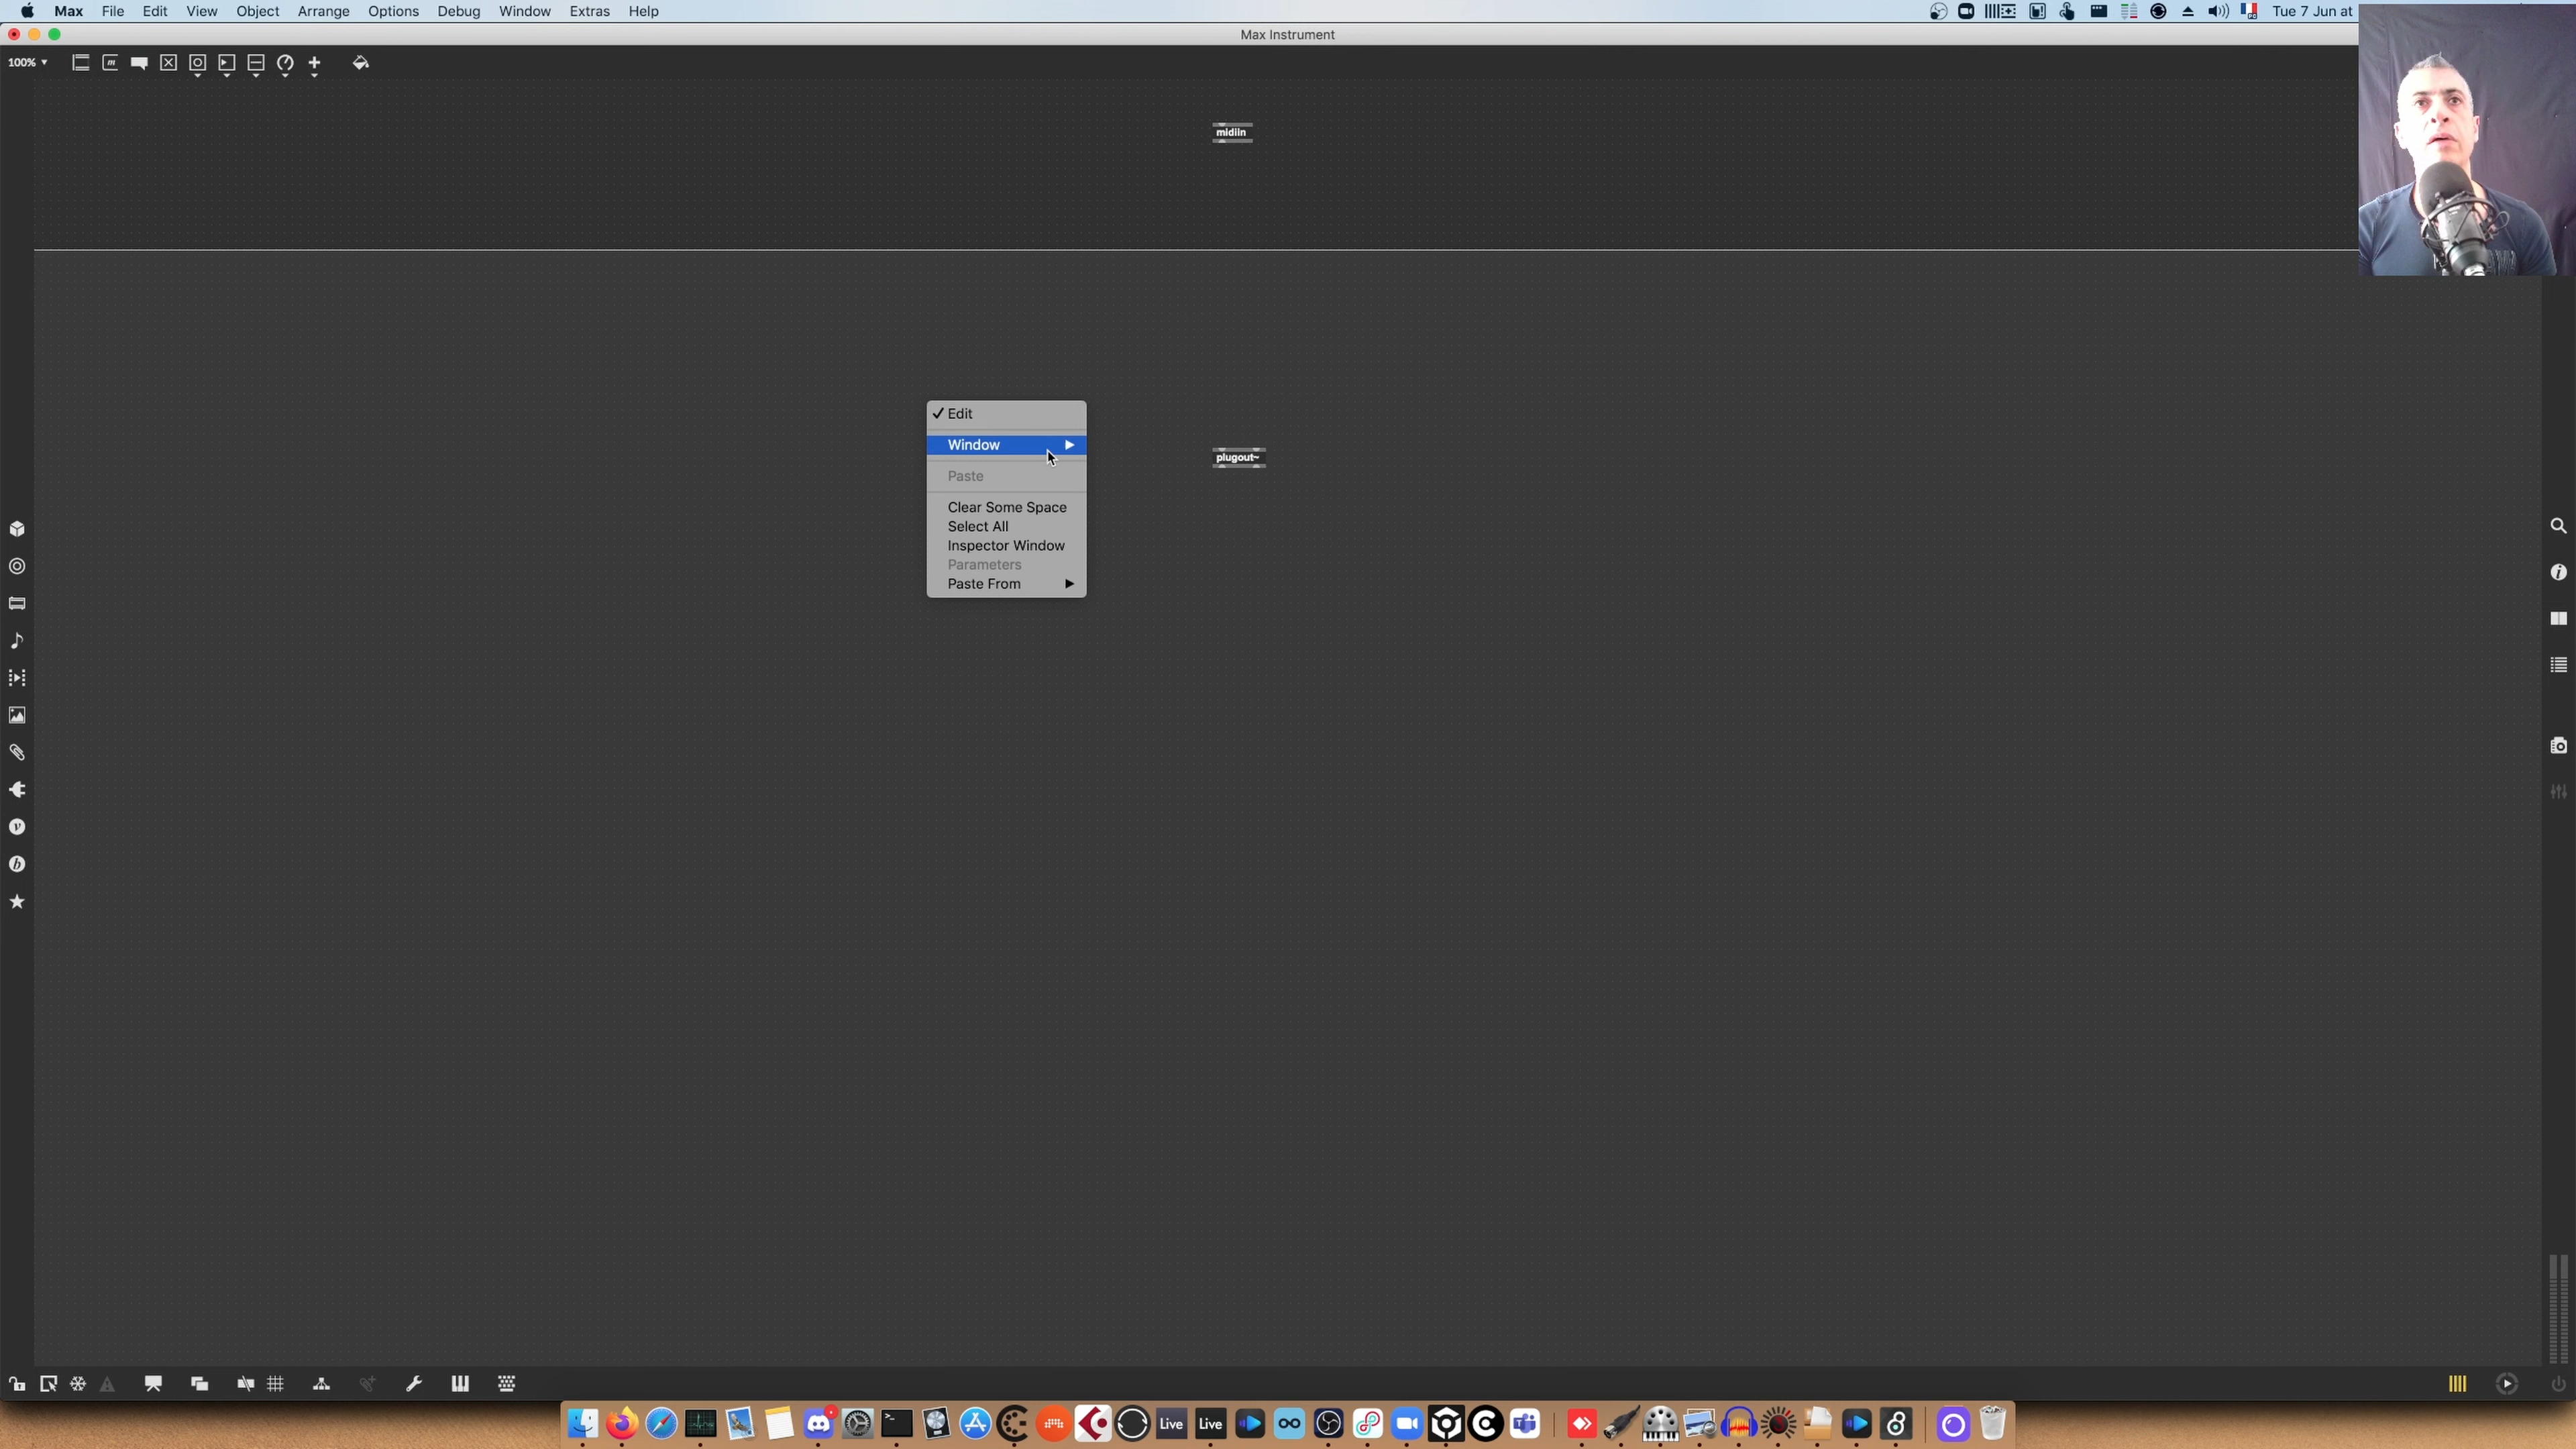 Max File Edit View Object Arrange Options Debug Window Extras Help
Tue 7 Jun at
Max Instrument
100%
midiin
Edit
Window
plugout~
Paste
Clear Some Space
Select All
Inspector Window
Parameters
Paste From
Live Live